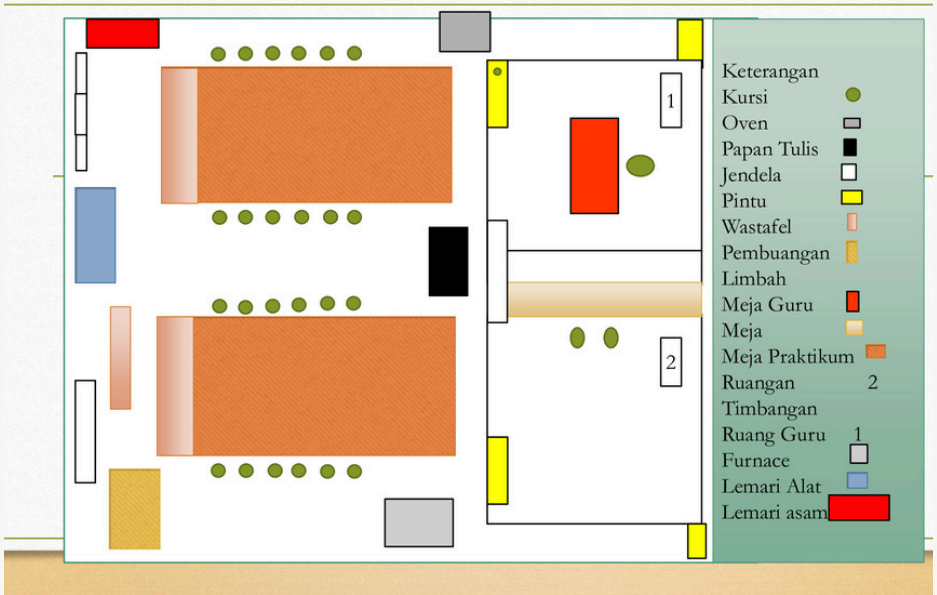 1
2
Keterangan
Kursi
Oven
Papan Tulis
Jendela
Pintu
Wastafel
Pembuangan
Limbah
Meja Guru
Meja
Meja Praktikum
Ruangan 2
Timbangan
Ruang Guru 1
Furnace
Lemari Alat
Lemari asam